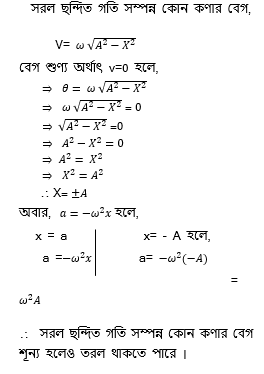 সরল ছন্দিত গতি সম্পন্ন কোন কণার বেগ,
V= ω√(A² − X²)
বেগ শুণ্য অর্থাৎ v=0 হলে,
⇒ θ = ω√(A² − X²)
⇒ ω√(A² − X²) = 0
⇒ √(A² − X²) =0
⇒ A² − X² = 0
⇒ A² = X²
⇒ X² = A²
∴ X= ±A
অবার, a = −ω²x হলে,
x = a x= - A হলে,
a =−ω²x a= −ω²(−A)
=
ω²A
∴ সরল ছন্দিত গতি সম্পন্ন কোন কণার বেগ
শূন্য হলেও তরল থাকতে পারে ।